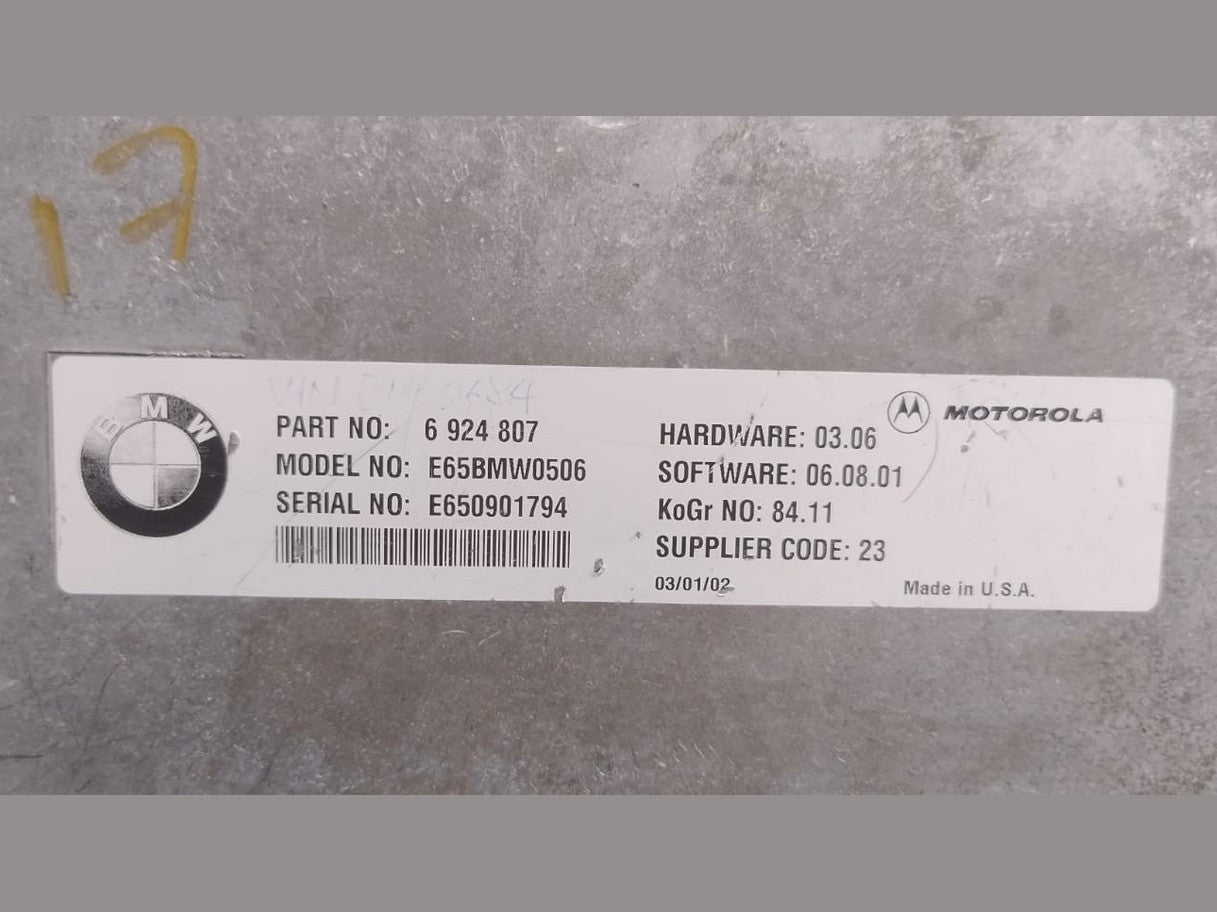 17
BMW
PART NO: 6 924 807
MODEL NO: E65BMW0506
SERIAL NO: E650901794
MOTOROLA
HARDWARE: 03.06
SOFTWARE: 06.08.01
KoGr NO: 84.11
SUPPLIER CODE: 23
03/01/02
Made in U.S.A.